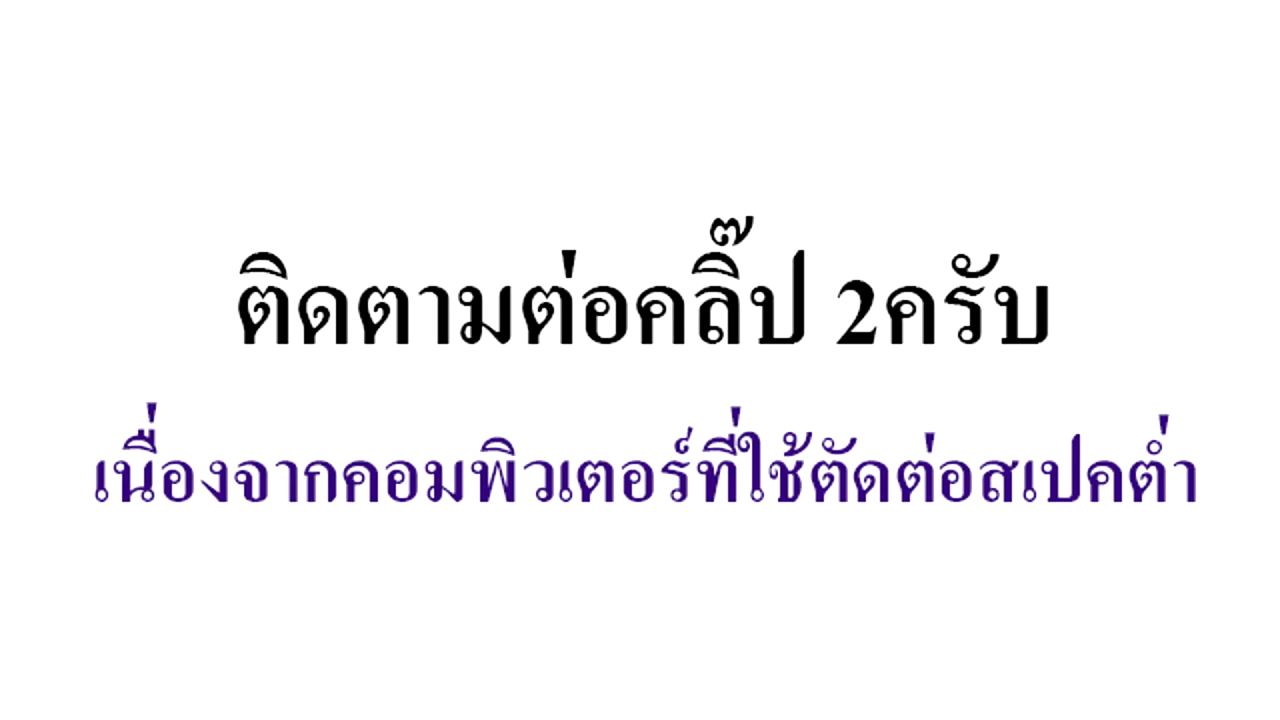 ติดตามต่อคลิ๊ป 2ครับ
เนื่องจากคอมพิวเตอร์ที่ใช้ตัดต่อสเปคต่ำ